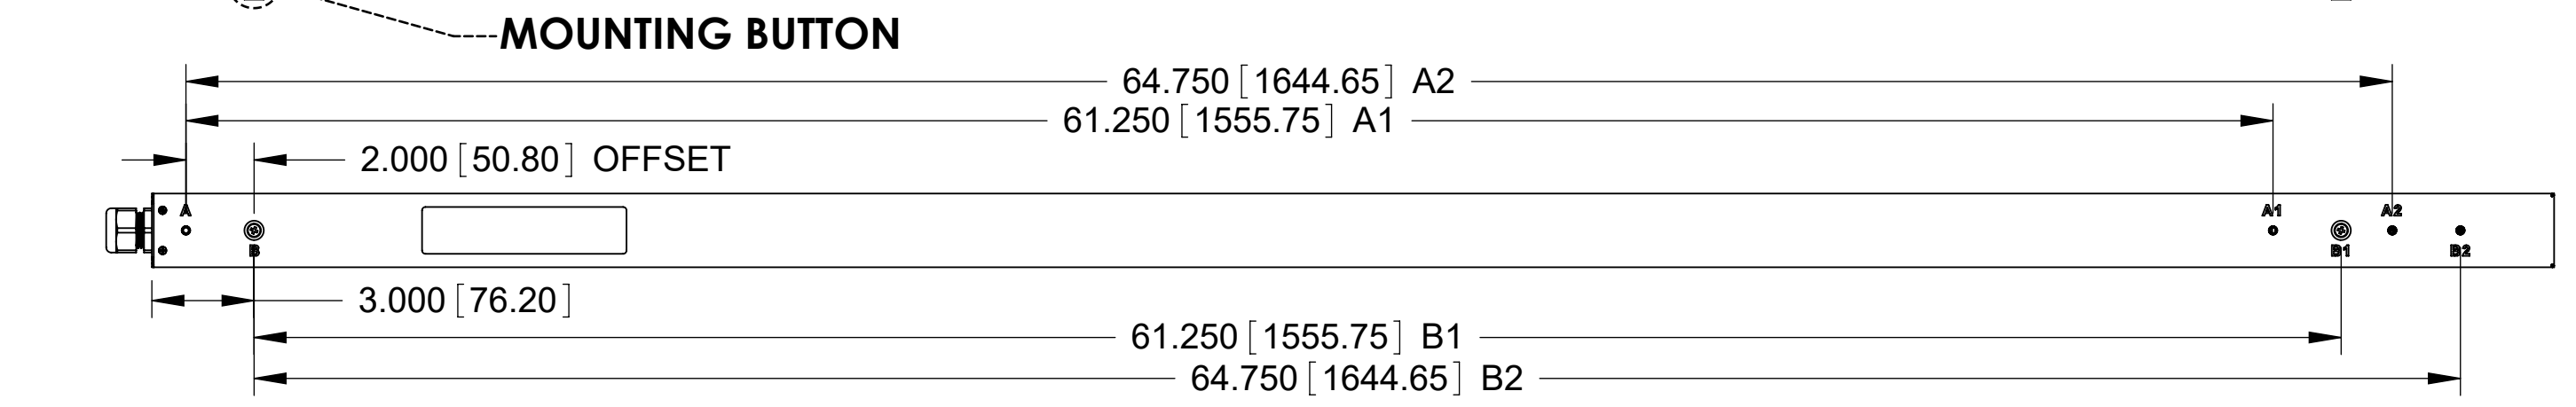 MOUNTING BUTTON
64.750 [1644.65] A2
61.250 [1555.75] A1
2.000 [50.80] OFFSET
A A1 A2
B B1 B2
3.000 [76.20]
61.250 [1555.75] B1
64.750 [1644.65] B2